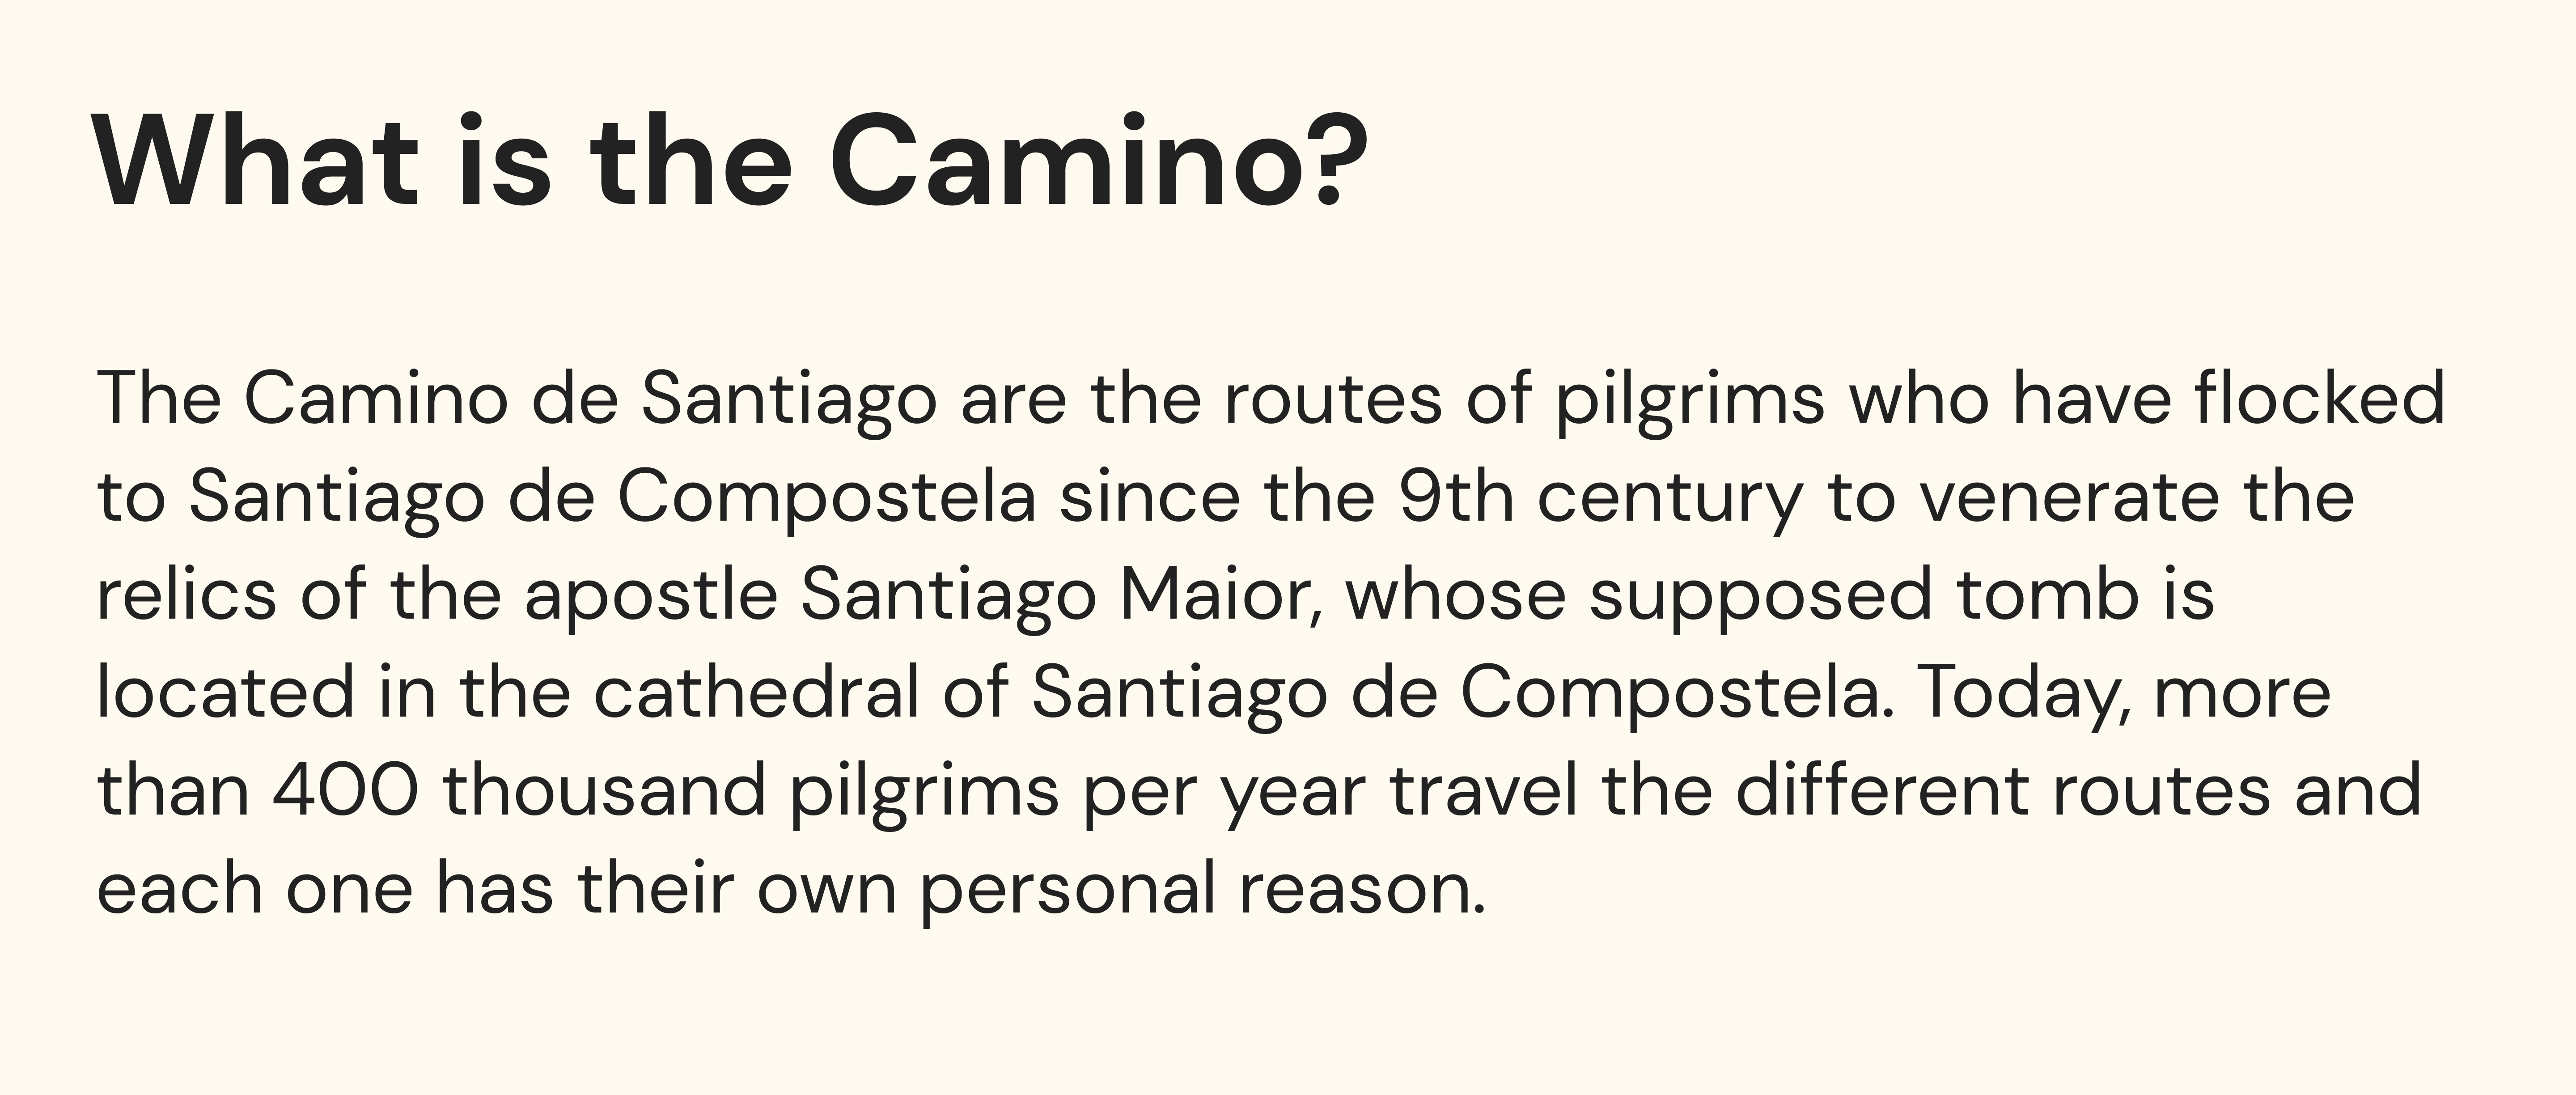 What is the Camino?
The Camino de Santiago are the routes of pilgrims who have flocked
to Santiago de Compostela since the 9th century to venerate the
relics of the apostle Santiago Maior, whose supposed tomb is
located in the cathedral of Santiago de Compostela. Today, more
than 400 thousand pilgrims per year travel the different routes and
each one has their own personal reason.